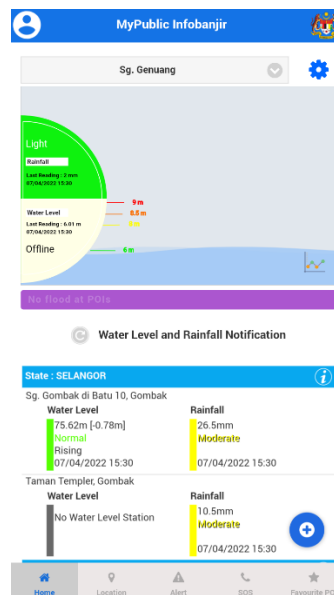 MyPublic Infobanjir
Sg. Genuang
Light
Rainfall
Last Reading : 2 mm
07/04/2022 15:30
Water Level
Last Reading : 6.01 m
07/04/2022 15:30
Offline
9 m
8.5 m
6 m
No flood at POIs
Water Level and Rainfall Notification
State : SELANGOR
Sg. Gombak di Batu 10, Gombak
Water Level
Rainfall
75.62m [-0.78m]
26.5mm
Normal
Moderate
Rising
07/04/2022 15:30
07/04/2022 15:30
Taman Templer, Gombak
Water Level
Rainfall
No Water Level Station
10.5mm
Moderate
07/04/2022 15:30
Home
Location
Alert
SOS
Favourite